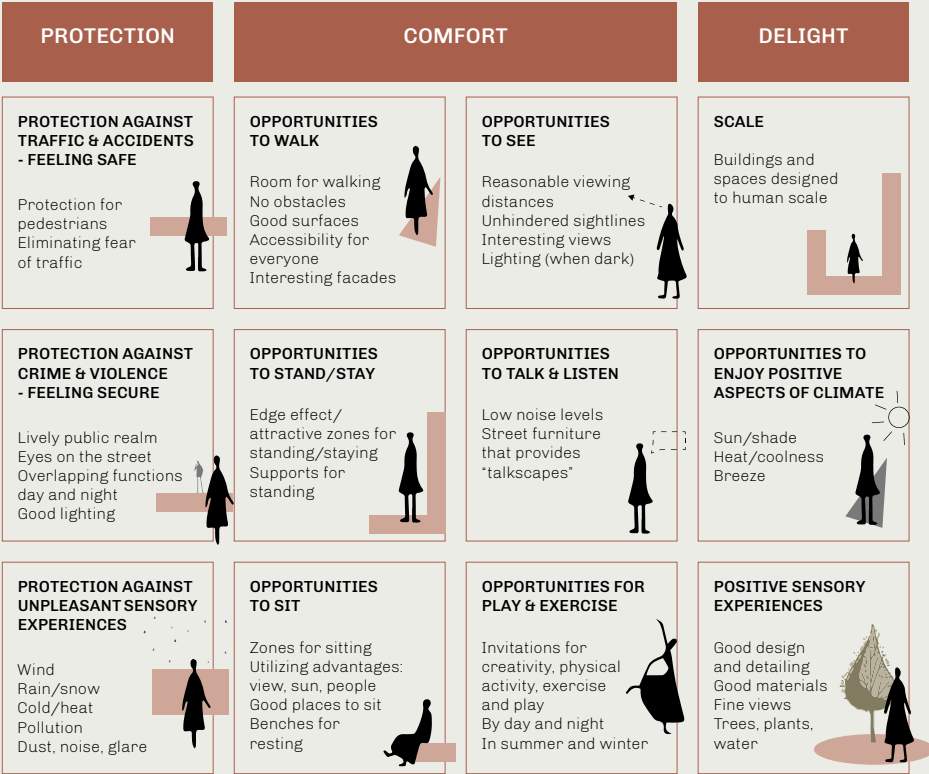 PROTECTION
COMFORT
DELIGHT
PROTECTION AGAINST
TRAFFIC & ACCIDENTS
- FEELING SAFE
Protection for
pedestrians
Eliminating fear
of traffic
OPPORTUNITIES
TO WALK
Room for walking
No obstacles
Good surfaces
Accessibility for
everyone
Interesting facades
OPPORTUNITIES
TO SEE
Reasonable viewing
distances
Unhindered sightlines
Interesting views
Lighting (when dark)
SCALE
Buildings and
spaces designed
to human scale
PROTECTION AGAINST
CRIME & VIOLENCE
- FEELING SECURE
Lively public realm
Eyes on the street
Overlapping functions
day and night
Good lighting
OPPORTUNITIES
TO STAND/STAY
Edge effect/
attractive zones for
standing/staying
Supports for
standing
OPPORTUNITIES
TO TALK & LISTEN
Low noise levels
Street furniture
that provides
“talkscapes”
OPPORTUNITIES TO
ENJOY POSITIVE
ASPECTS OF CLIMATE
Sun/shade
Heat/coolness
Breeze
PROTECTION AGAINST
UNPLEASANT SENSORY
EXPERIENCES
Wind
Rain/snow
Cold/heat
Pollution
Dust, noise, glare
OPPORTUNITIES
TO SIT
Zones for sitting
Utilizing advantages:
view, sun, people
Good places to sit
Benches for
resting
OPPORTUNITIES FOR
PLAY & EXERCISE
Invitations for
creativity, physical
activity, exercise
and play
By day and night
In summer and winter
POSITIVE SENSORY
EXPERIENCES
Good design
and detailing
Good materials
Fine views
Trees, plants,
water